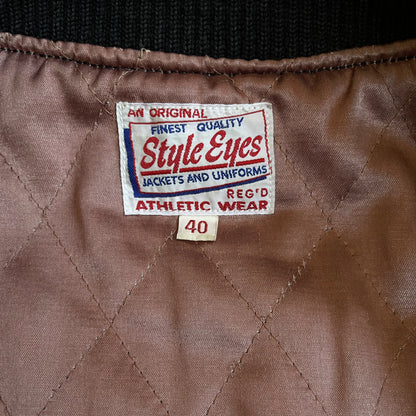 AN ORIGINAL
FINEST QUALITY
Style Eyes
JACKETS AND UNIFORMS
REG'D
ATHLETIC WEAR
40